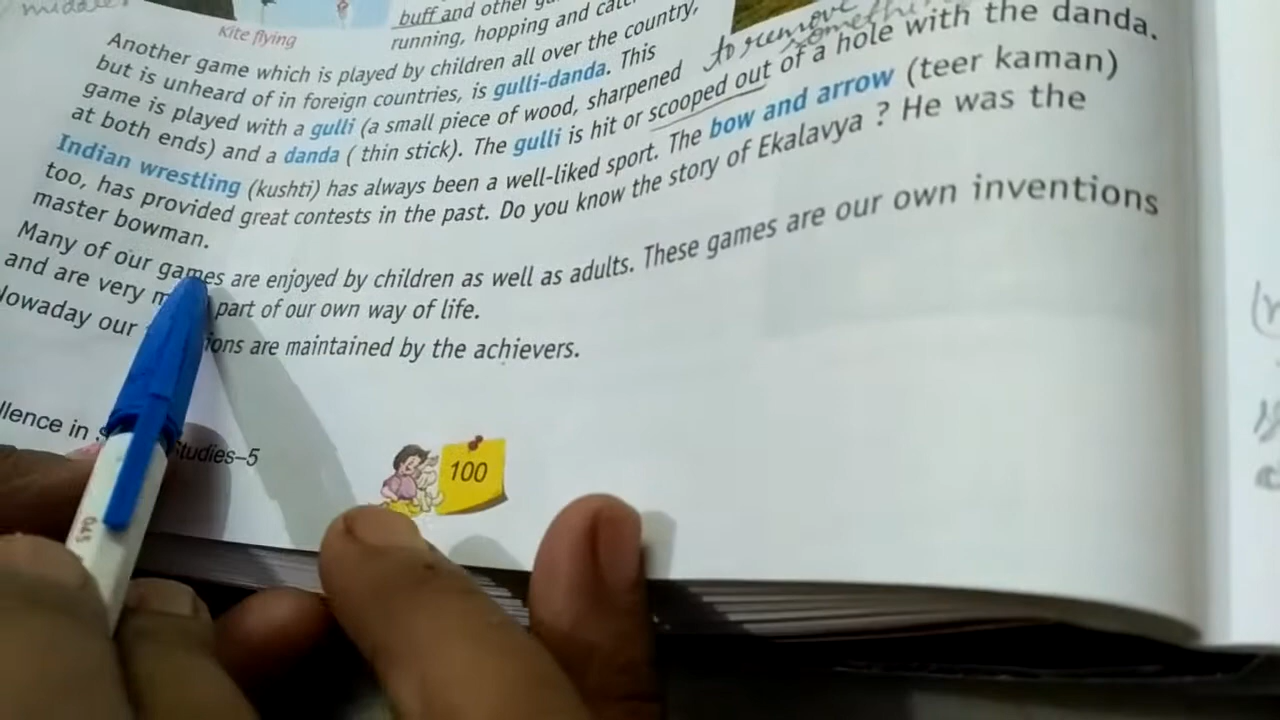 middle
Kite flying
buff and other
running, hopping and
to remove
Another game which is played by children all over the country,
but is unheard of in foreign countries, is gulli-danda. This
game is played with a gulli (a small piece of wood, sharpened
at both ends) and a danda ( thin stick). The gulli is hit or scooped out of a hole with the danda.
Indian wrestling (kushti) has always been a well-liked sport. The bow and arrow (teer kaman)
too, has provided great contests in the past. Do you know the story of Ekalavya ? He was the
master bowman.
Many of our games are enjoyed by children as well as adults. These games are our own inventions
and are very part of our own way of life.
our are maintained by the achievers.
in Studies–5
100